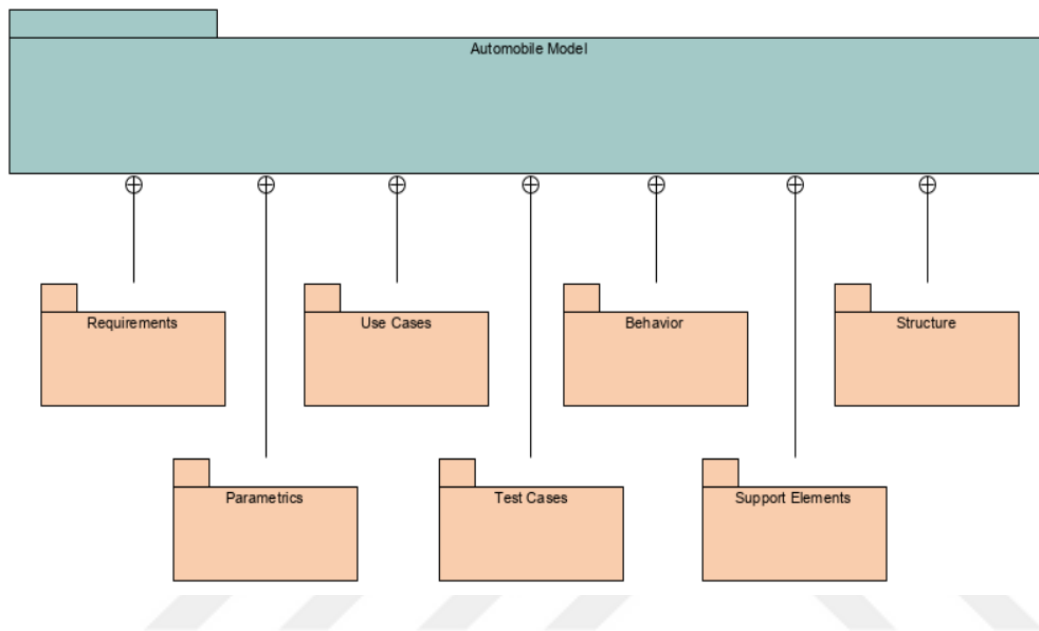 Automobile Model
Requirements
Use Cases
Behavior
Structure
Parametrics
Test Cases
Support Elements